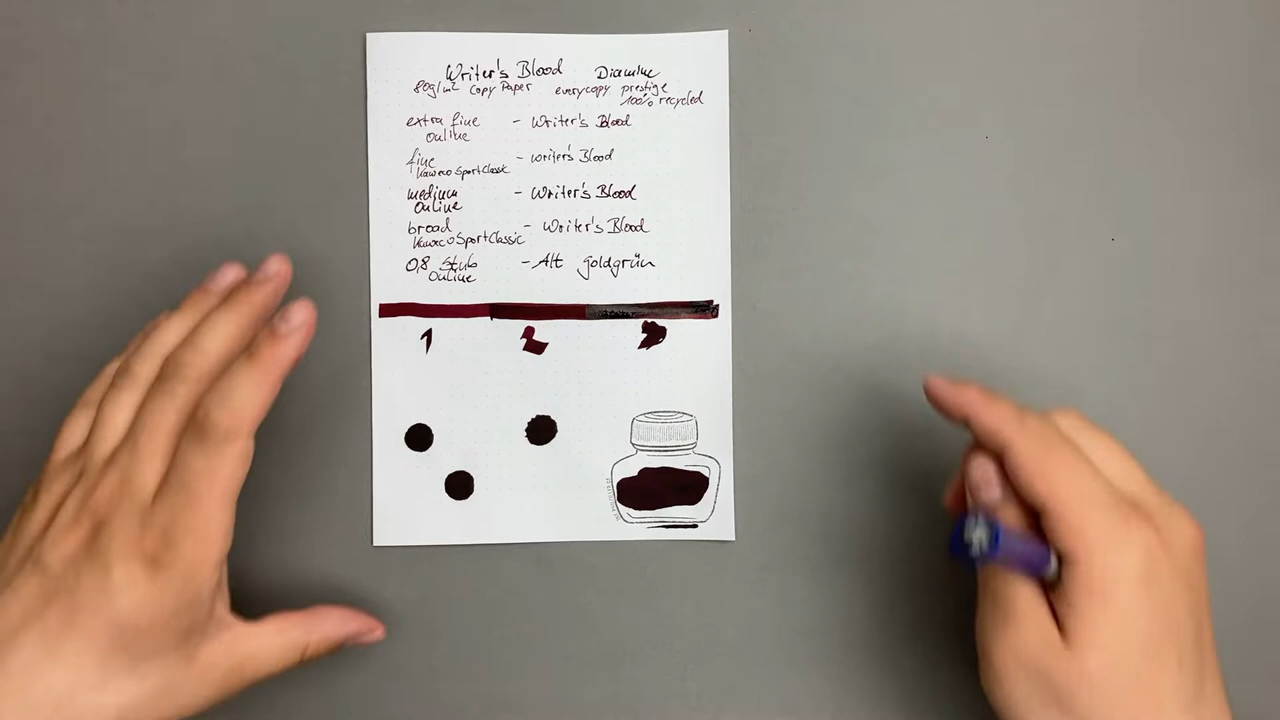 Writer's Blood Diamine
80g/m² Copy Paper everycopy prestige
100% recycled
extra fine - Writer's Blood
Online
fine - Writer's Blood
Kaweco Sport Classic
medium - Writer's Blood
Online
broad - Writer's Blood
Kaweco Sport Classic
0,8 Stub - Alt Goldgrün
Online
1 2 3